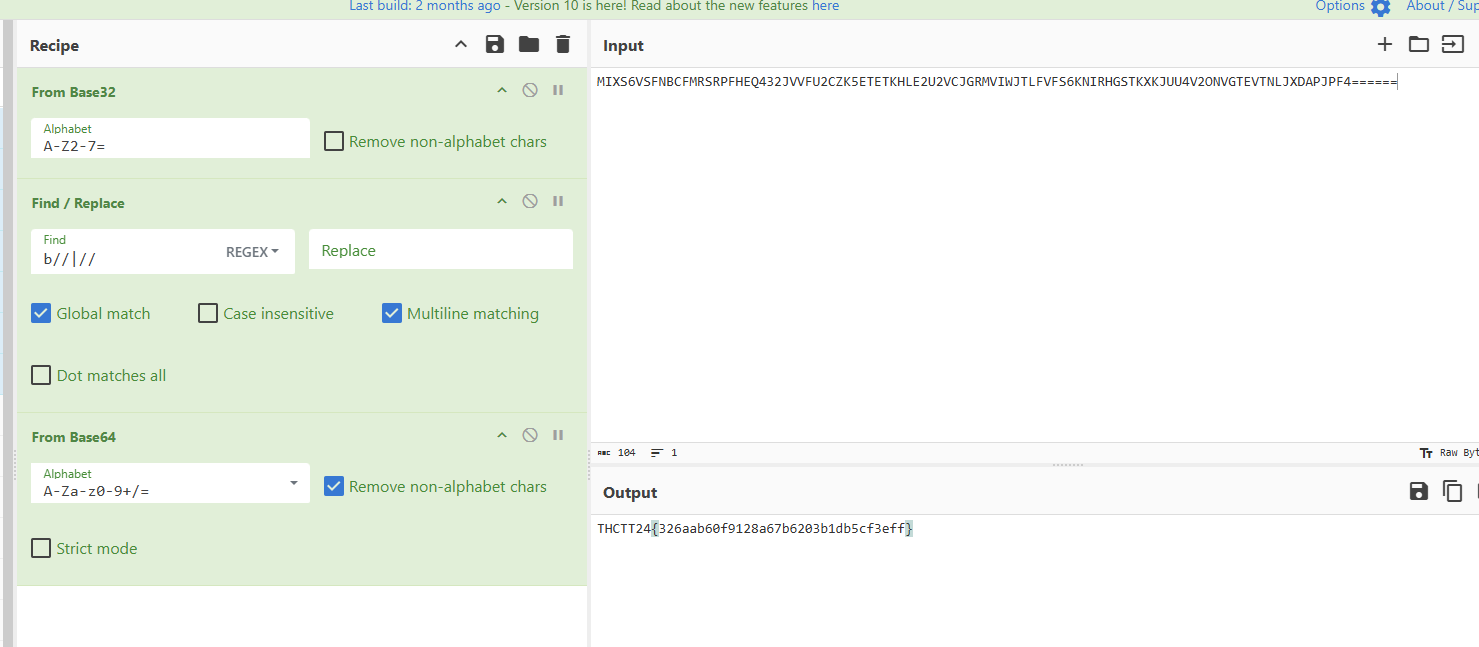 Last build: 2 months ago - Version 10 is here! Read about the new features here
Options
About / Sup
Recipe
From Base32
Alphabet
A-Z2-7=
Remove non-alphabet chars
Find / Replace
Find
b//|//
REGEX
Replace
Global match
Case insensitive
Multiline matching
Dot matches all
From Base64
Alphabet
A-Za-z0-9+/=
Remove non-alphabet chars
Strict mode
Input
MIXS6VSFNBCFMRSRPFHEQ432JVVFU2CZK5ETETKHLE2U2VCJGRMVIWJTLFVFS6KNIRHGSTKXKJUU4V2ONVGTEVTNLJXDAPJPF4======
ABC 104 1
Tт Raw Byt
Output
THCTT24{326aab60f9128a67b6203b1db5cf3eff}